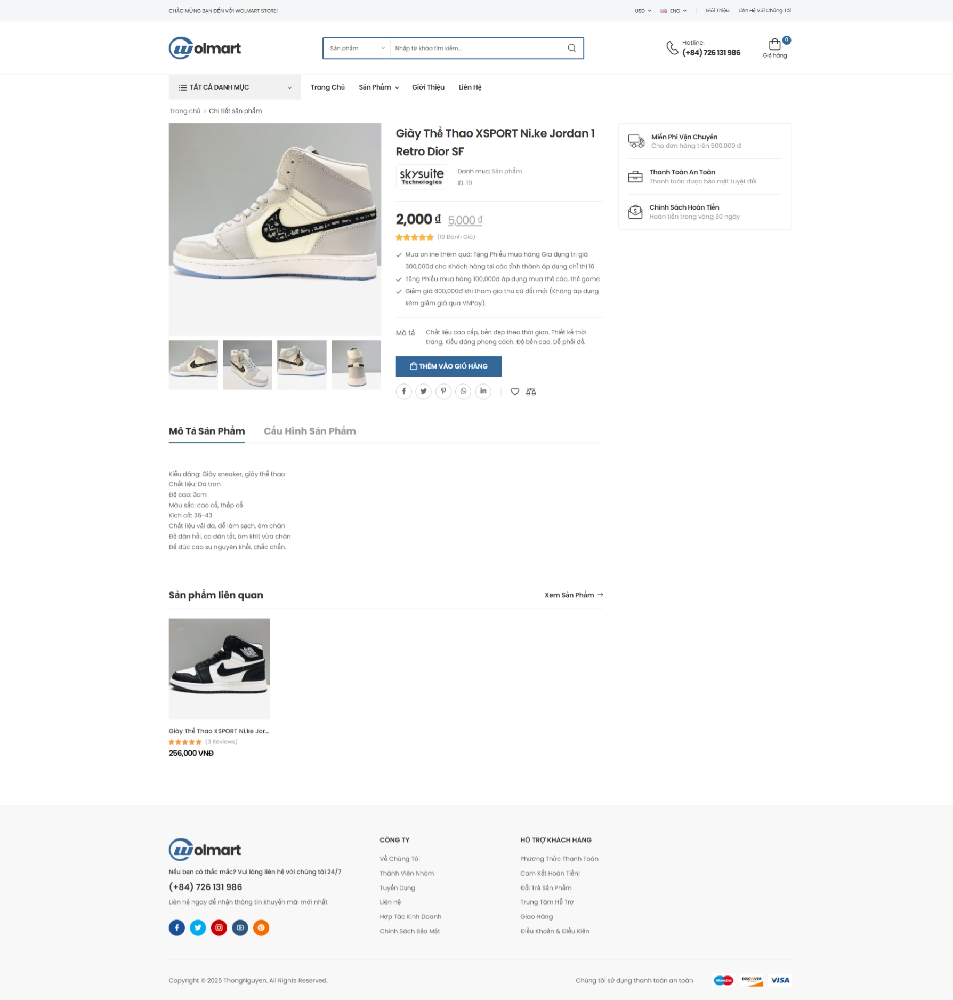 CHÀO MỪNG BẠN ĐẾN VỚI WOLMART STORE!
USD ENG Giới Thiệu Liên Hệ Với Chúng Tôi
Wolmart
Sản phẩm Nhập từ khóa tìm kiếm...
Hotline:
(+84) 726 131 986
0
Giỏ hàng
TẤT CẢ DANH MỤC Trang Chủ Sản Phẩm Giới Thiệu Liên Hệ
Trang chủ > Chi tiết sản phẩm
Giày Thể Thao XSPORT Ni.ke Jordan 1
Retro Dior SF
skysuite
Technologies
Danh mục: Sản phẩm
ID: 19
2,000 ₫ 5,000 ₫
(10 Đánh Giá)
Mua online thêm quà: Tặng Phiếu mua hàng Gia dụng trị giá
300,000đ cho Khách hàng tại các tỉnh thành áp dụng chỉ thị 16
Tặng Phiếu mua hàng 100,000đ áp dụng mua thẻ cào, thẻ game
Giảm giá 600,000đ khi tham gia thu cũ đổi mới (Không áp dụng
kèm giảm giá qua VNPay).
Mô tả Chất liệu cao cấp, bền đẹp theo thời gian. Thiết kế thời
trang. Kiểu dáng phong cách. Độ bền cao. Dễ phối đồ.
THÊM VÀO GIỎ HÀNG
Miễn Phí Vận Chuyển
Cho đơn hàng trên 500.000 đ
Thanh Toán An Toàn
Thanh toán được bảo mật tuyệt đối
Chính Sách Hoàn Tiền
Hoàn tiền trong vòng 30 ngày
Mô Tả Sản Phẩm Cấu Hình Sản Phẩm
Kiểu dáng: Giày sneaker, giày thể thao
Chất liệu: Da trơn
Độ cao: 3cm
Màu sắc: cao cổ, thấp cổ
Kích cỡ: 36-43
Chất liệu vải da, dễ làm sạch, êm chân
Độ đàn hồi, co dãn tốt, ôm khít vừa chân
Đế đúc cao su nguyên khối, chắc chắn.
Sản phẩm liên quan Xem Sản Phẩm
Giày Thể Thao XSPORT Ni.ke Jor...
(3 Reviews)
256,000 VNĐ
Wolmart
Nếu bạn có thắc mắc? Vui lòng liên hệ với chúng tôi 24/7
(+84) 726 131 986
Liên hệ ngay để nhận thông tin khuyến mãi mới nhất
CÔNG TY
Về Chúng Tôi
Thành Viên Nhóm
Tuyển Dụng
Liên Hệ
Hợp Tác Kinh Doanh
Chính Sách Bảo Mật
HỖ TRỢ KHÁCH HÀNG
Phương Thức Thanh Toán
Cam Kết Hoàn Tiền!
Đổi Trả Sản Phẩm
Trung Tâm Hỗ Trợ
Giao Hàng
Điều Khoản & Điều Kiện
Copyright © 2025 ThongNguyen. All Rights Reserved.
Chúng tôi sử dụng thanh toán an toàn
Maestro DISCOVER VISA